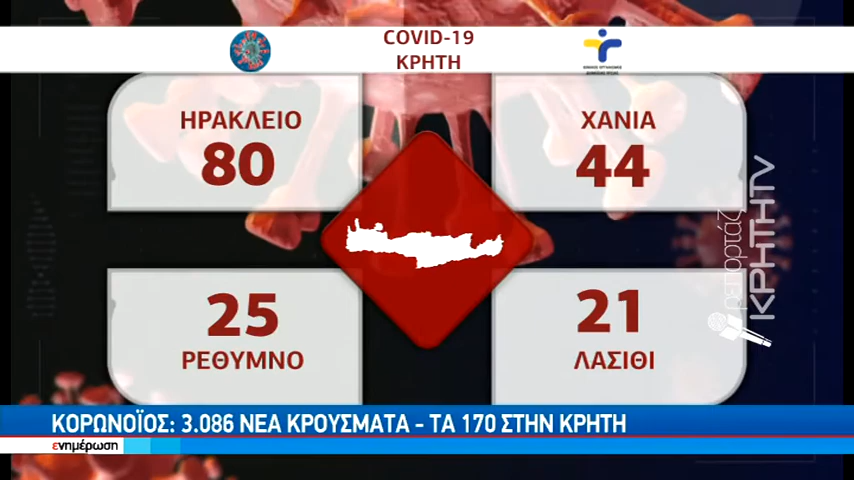 COVID-19
ΚΡΗΤΗ
ΗΡΑΚΛΕΙΟ
80
ΧΑΝΙΑ
44
25
ΡΕΘΥΜΝΟ
21
ΛΑΣΙΘΙ
ρεπορτάζ
ΚΡΗΤΗTV
ΚΟΡΩΝΟΪΟΣ: 3.086 ΝΕΑ ΚΡΟΥΣΜΑΤΑ - ΤΑ 170 ΣΤΗΝ ΚΡΗΤΗ
ενημέρωση